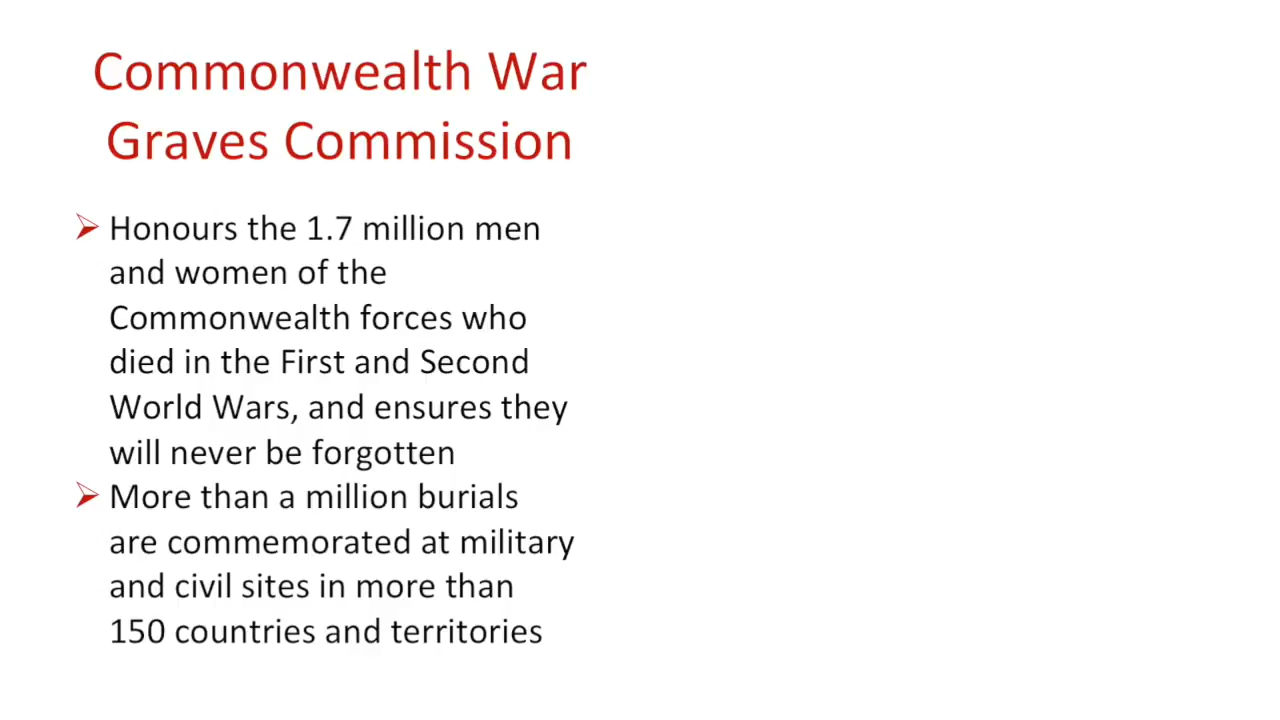 Commonwealth War
Graves Commission
➢ Honours the 1.7 million men
and women of the
Commonwealth forces who
died in the First and Second
World Wars, and ensures they
will never be forgotten
➢ More than a million burials
are commemorated at military
and civil sites in more than
150 countries and territories